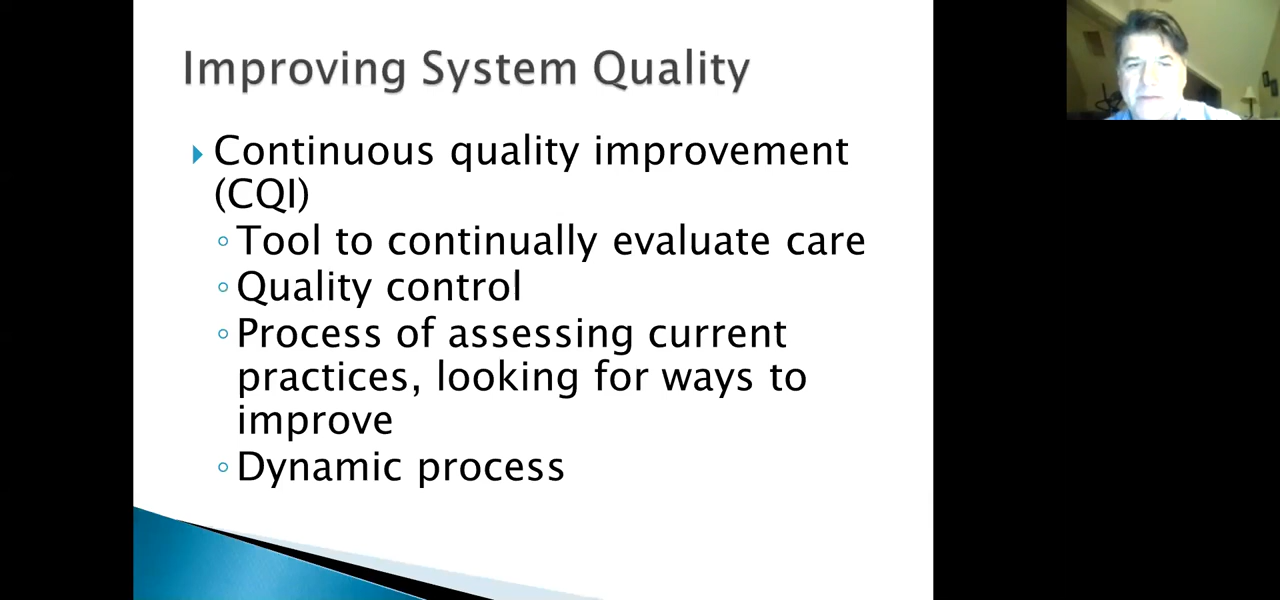 Improving System Quality
Continuous quality improvement
(CQI)
Tool to continually evaluate care
Quality control
Process of assessing current
practices, looking for ways to
improve
Dynamic process